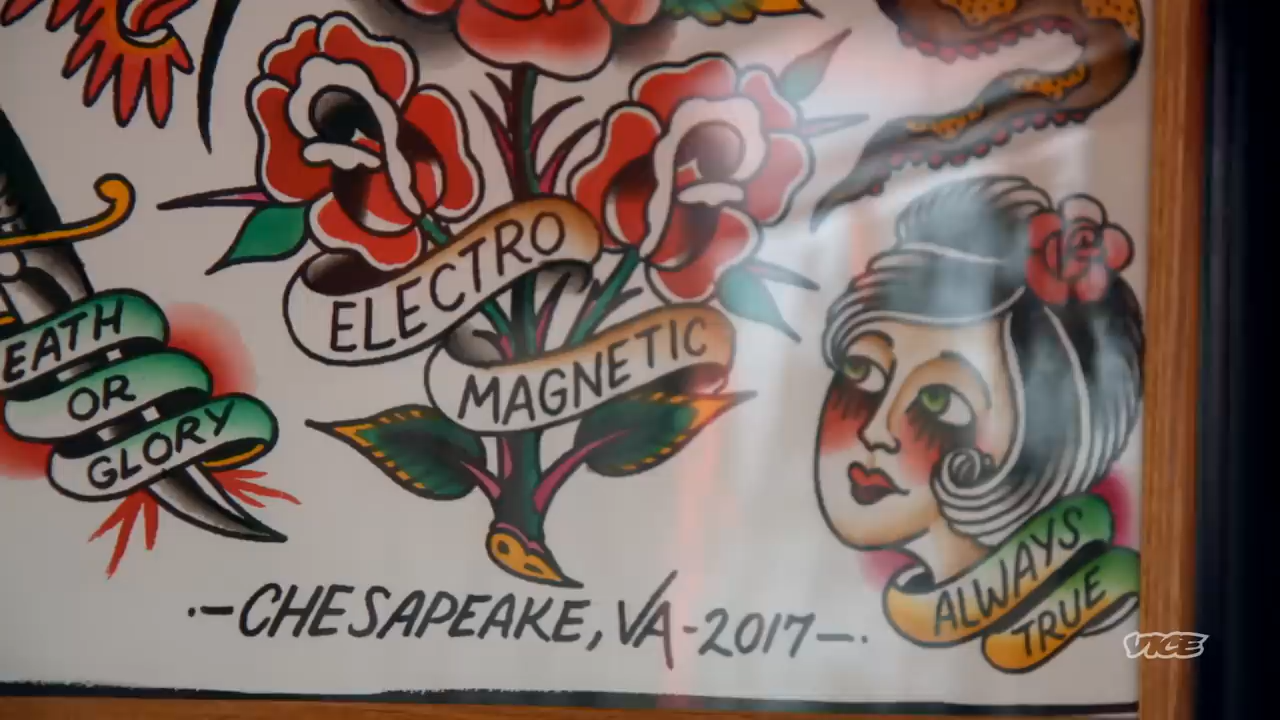 ELECTRO
MAGNETIC
EATH
OR
GLORY
ALWAYS
TRUE
.-CHESAPEAKE, VA-2017-.
VICE